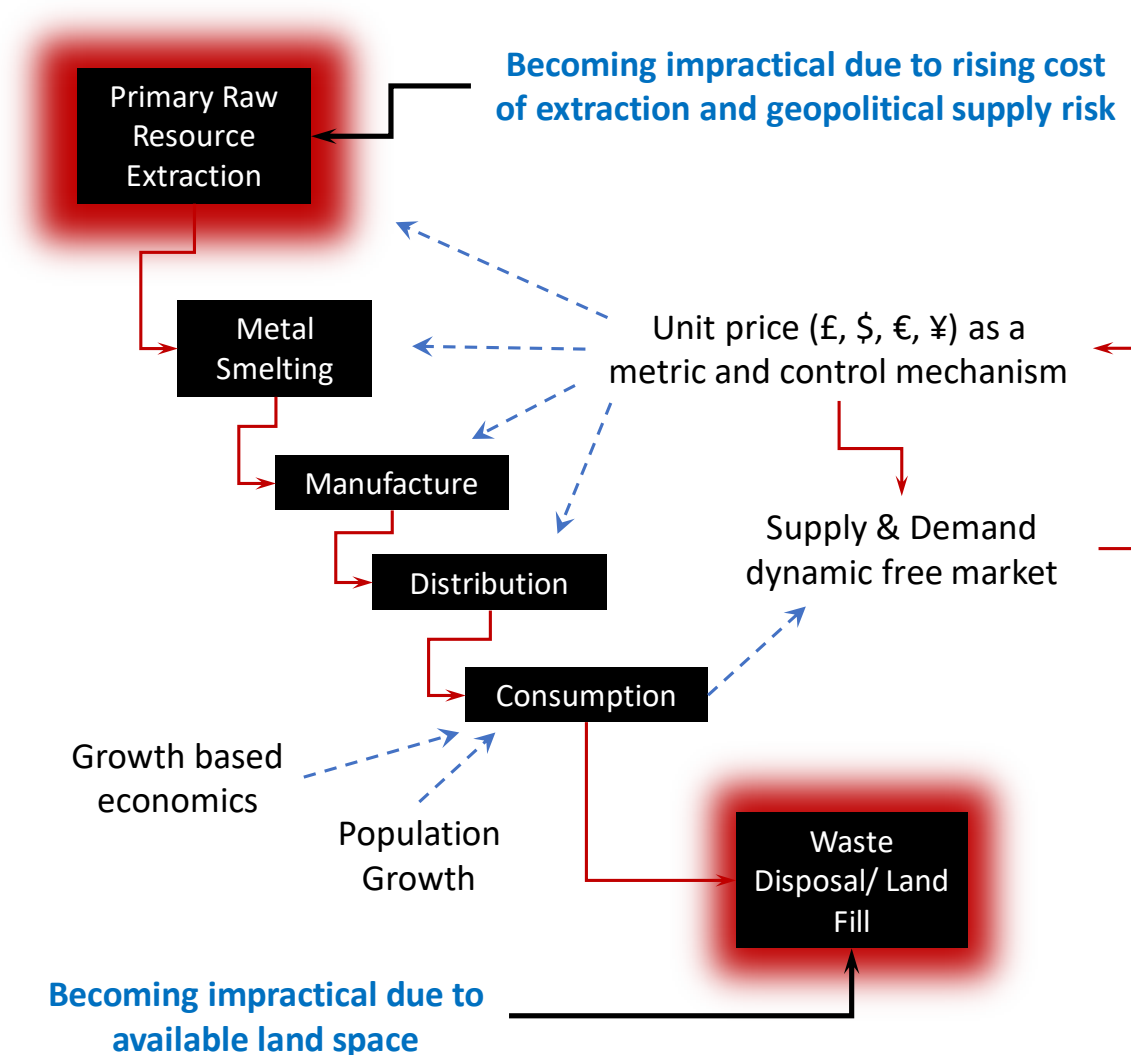 Becoming impractical due to rising cost
of extraction and geopolitical supply risk
Primary Raw
Resource
Extraction
Metal
Smelting
Unit price (£, $, €, ¥) as a
metric and control mechanism
Manufacture
Supply & Demand
dynamic free market
Distribution
Consumption
Growth based
economics
Population
Growth
Waste
Disposal/ Land
Fill
Becoming impractical due to
available land space